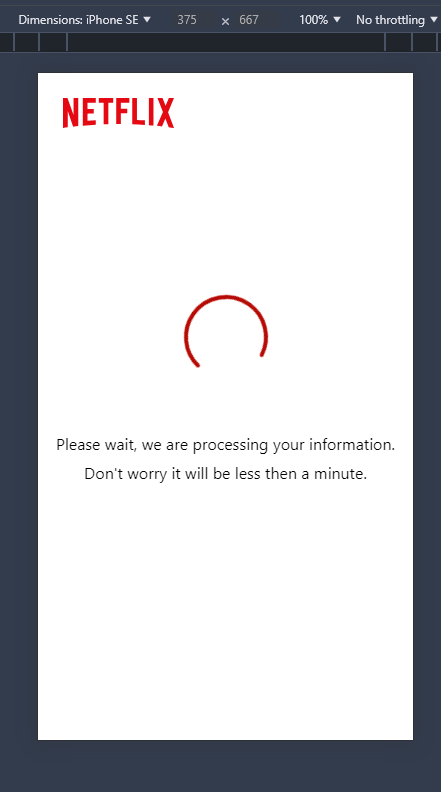 Dimensions: iPhone SE ▼ 375 × 667 100% ▼ No throttling ▼
NETFLIX
Please wait, we are processing your information.
Don't worry it will be less then a minute.